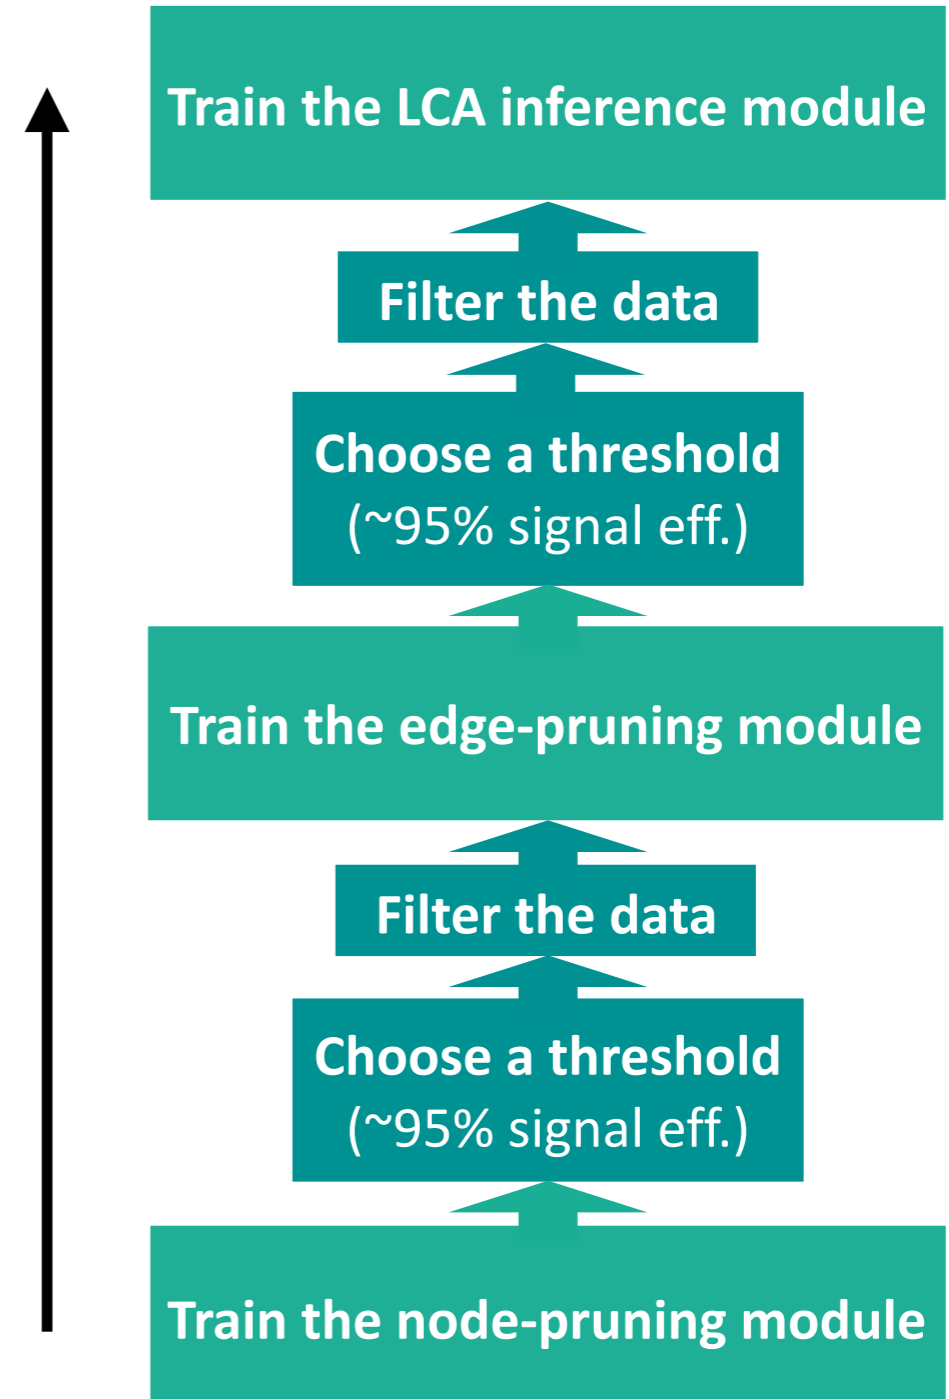 Train the LCA inference module
Filter the data
Choose a threshold
(~95% signal eff.)
Train the edge-pruning module
Filter the data
Choose a threshold
(~95% signal eff.)
Train the node-pruning module